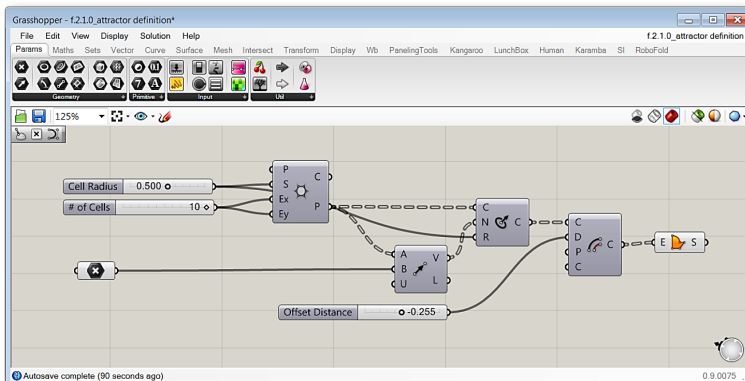 Grasshopper - f.2.1.0_attractor definition*
File Edit View Display Solution Help f.2.1.0_attractor definition
Params Maths Sets Vector Curve Surface Mesh Intersect Transform Display Wb PanelingTools Kangaroo LunchBox Human Karamba SI RoboFold
Geometry + Primitive + Input + Util +
125%
P
S
Ex
Ey
C
P
Cell Radius 0.500
# of Cells 10
C
N
R
C
C
D
P
C
C
E S
A
B
U
V
L
Offset Distance -0.255
Autosave complete (90 seconds ago) 0.9.0075